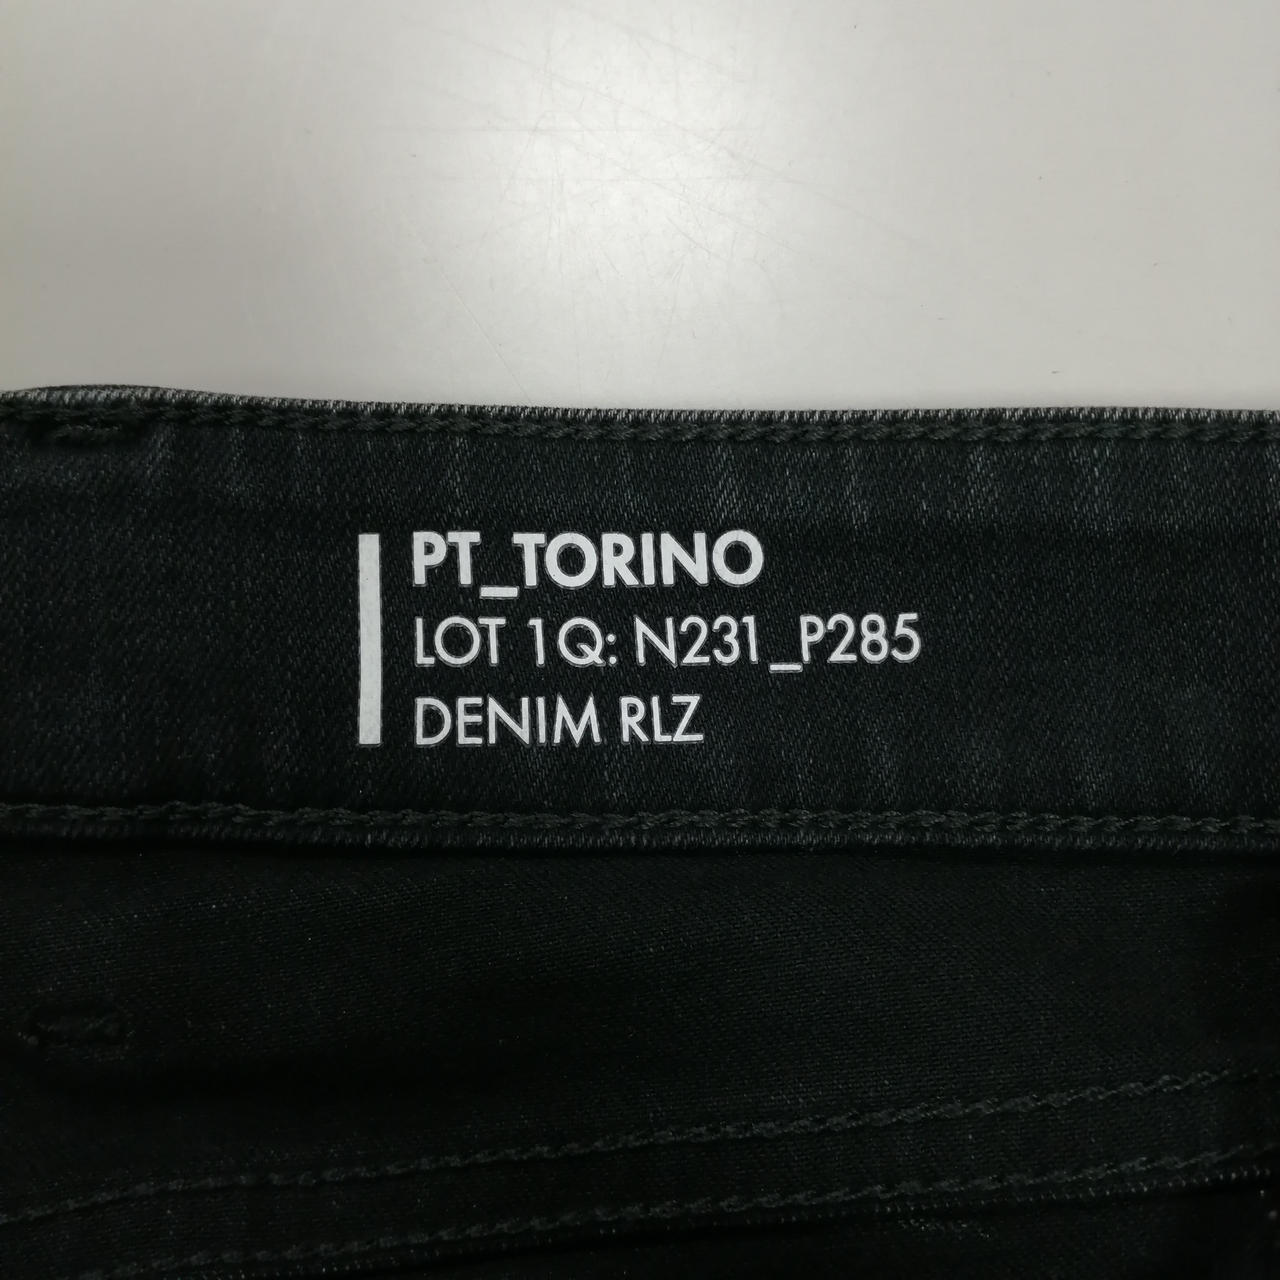 PT_TORINO
LOT 1Q: N231_P285
DENIM RLZ